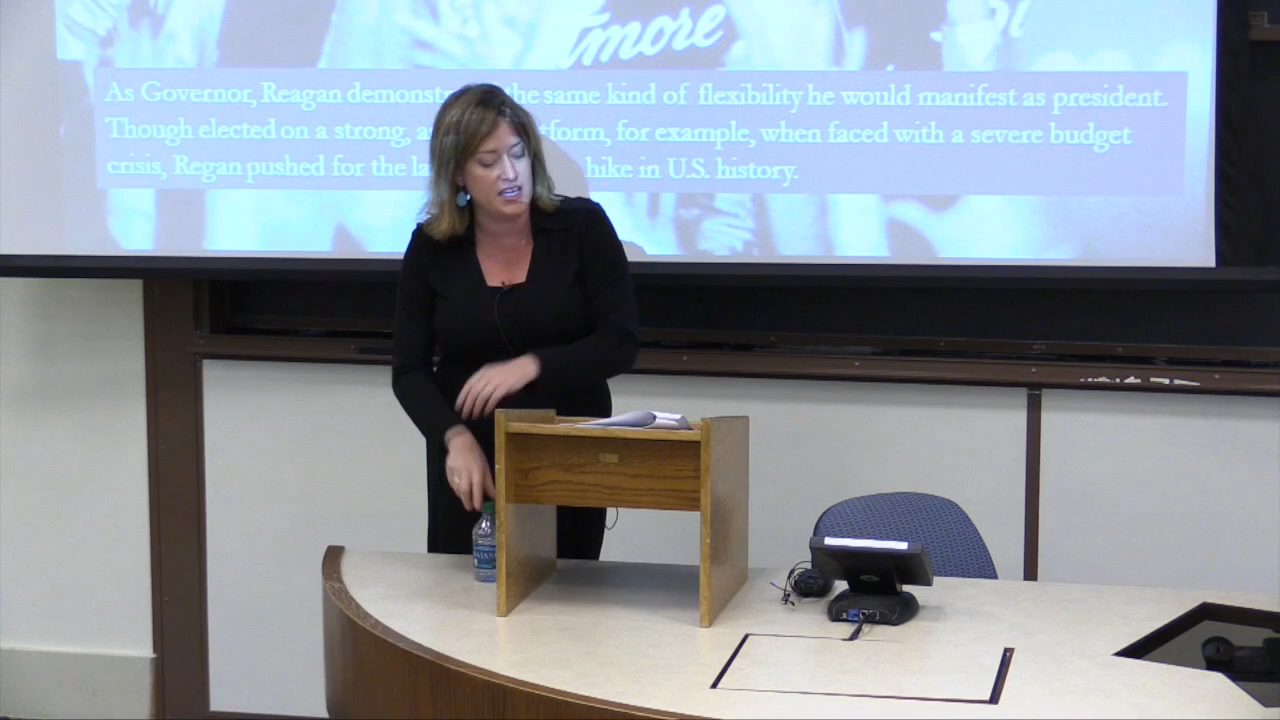 more
As Governor, Reagan demonst the same kind of flexibility he would manifest as president.
Though elected on a strong, a tform, for example, when faced with a severe budget
crisis, Regan pushed for the la hike in U.S. history.